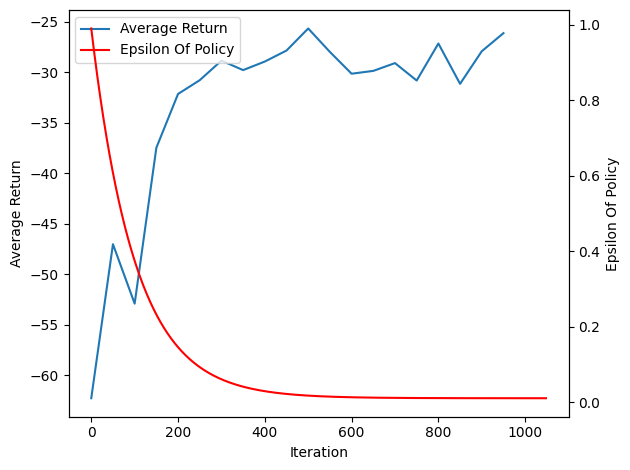 Average Return
Epsilon Of Policy
−25
−30
−35
−40
−45
−50
−55
−60
Average Return
1.0
0.8
0.6
0.4
0.2
0.0
Epsilon Of Policy
0 200 400 600 800 1000
Iteration